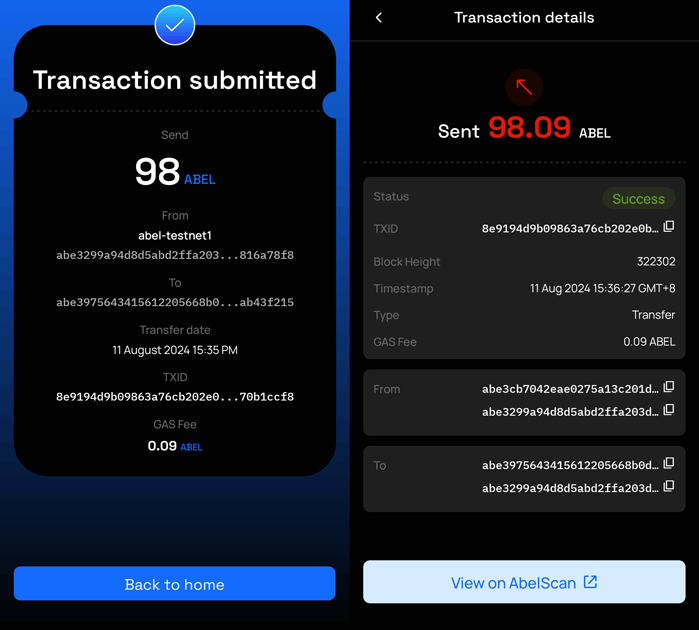 Transaction submitted
Send
98 ABEL
From
abel-testnet1
abe3299a94d8d5abd2ffa203...816a78f8
To
abe3975643415612205668b0...ab43f215
Transfer date
11 August 2024 15:35 PM
TXID
8e9194d9b09863a76cb202e0...70b1ccf8
GAS Fee
0.09 ABEL
Back to home
Transaction details
Sent 98.09 ABEL
Status Success
TXID 8e9194d9b09863a76cb202e0b...
Block Height 322302
Timestamp 11 Aug 2024 15:36:27 GMT+8
Type Transfer
GAS Fee 0.09 ABEL
From abe3cb7042eae0275a13c201d...
abe3299a94d8d5abd2ffa203d...
To abe3975643415612205668b0d...
abe3299a94d8d5abd2ffa203d...
View on AbelScan